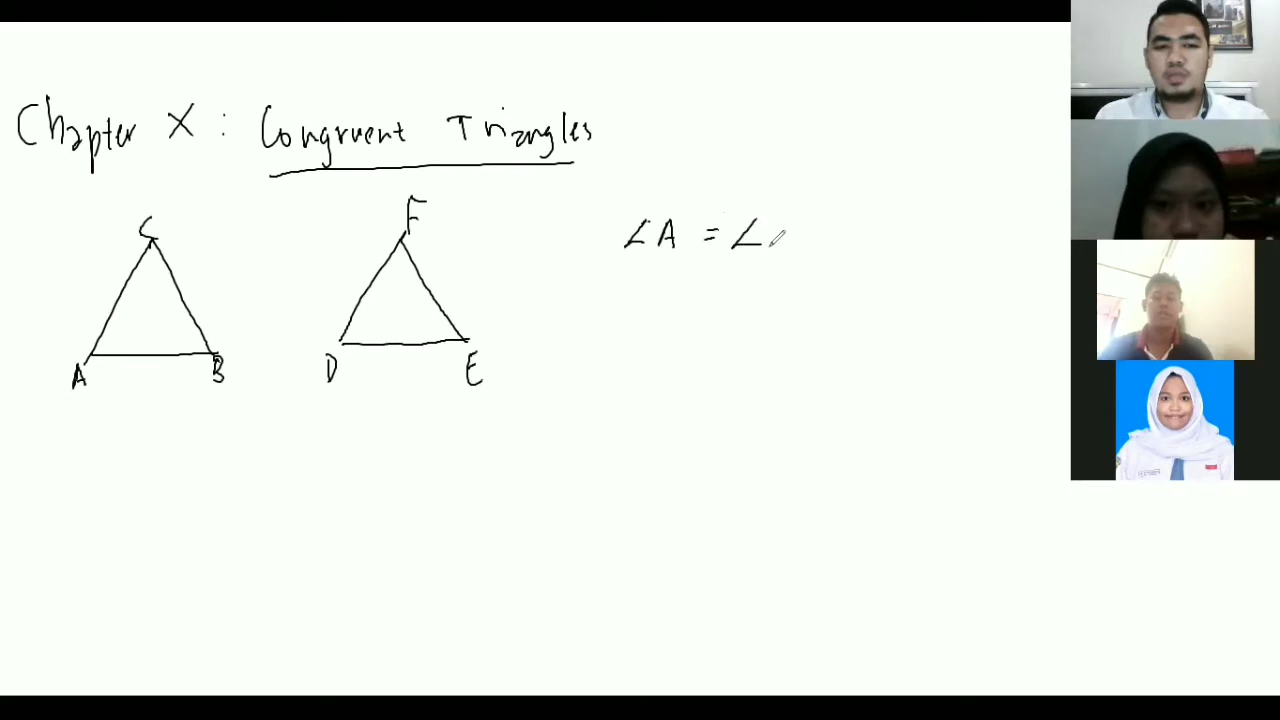 Chapter X : Congruent Triangles
C
F
∠A = ∠
A
B
D
E